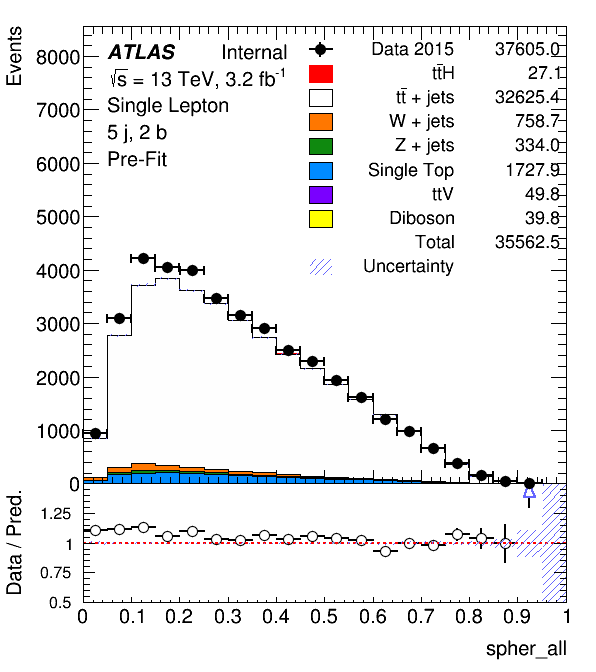 Events
8000
7000
6000
5000
4000
3000
2000
1000
0
ATLAS Internal
√s = 13 TeV, 3.2 fb⁻¹
Single Lepton
5 j, 2 b
Pre-Fit
Data 2015 37605.0
tt̄H 27.1
tt̄ + jets 32625.4
W + jets 758.7
Z + jets 334.0
Single Top 1727.9
ttV 49.8
Diboson 39.8
Total 35562.5
Uncertainty
Data / Pred.
1.25
1
0.75
0.5
0 0.1 0.2 0.3 0.4 0.5 0.6 0.7 0.8 0.9 1
spher_all